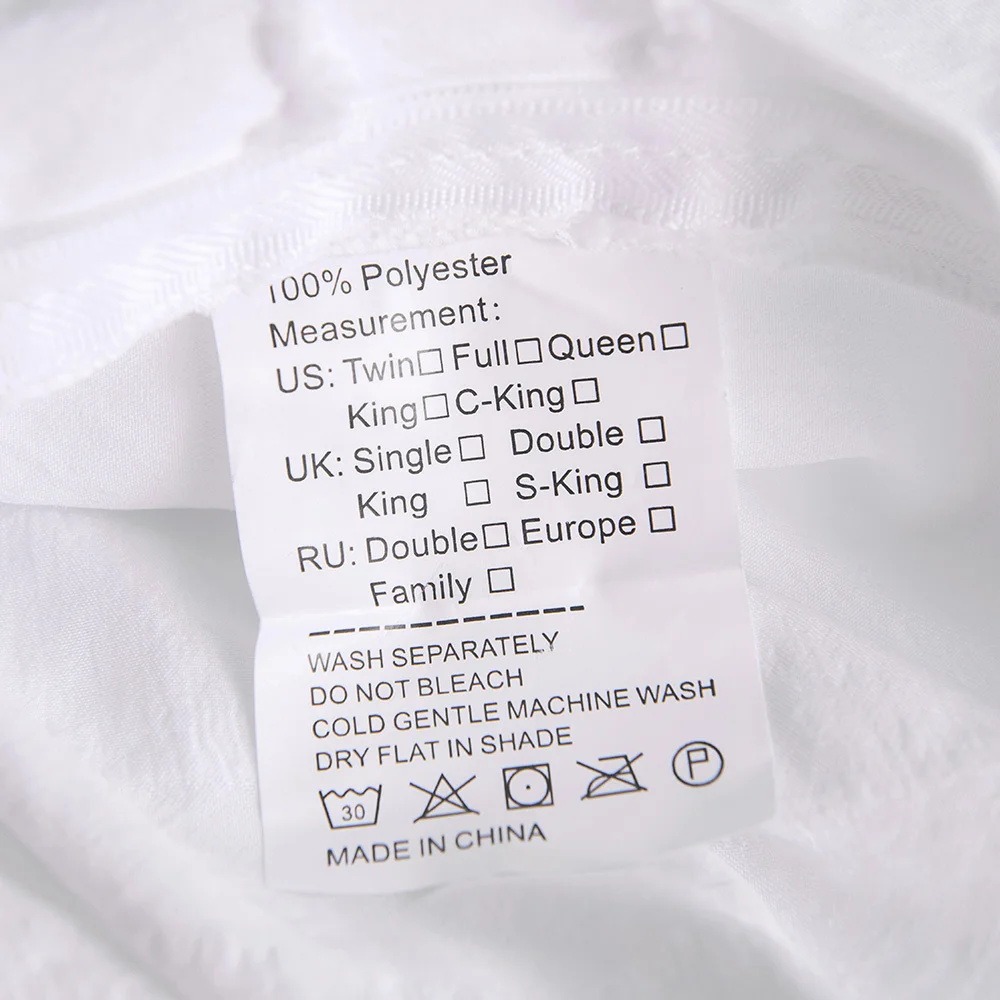 100% Polyester
Measurement:
US: Twin□ Full□ Queen□
King□ C-King□
UK: Single□ Double □
King □ S-King □
RU: Double□ Europe □
Family □
WASH SEPARATELY
DO NOT BLEACH
COLD GENTLE MACHINE WASH
DRY FLAT IN SHADE
30 P
MADE IN CHINA